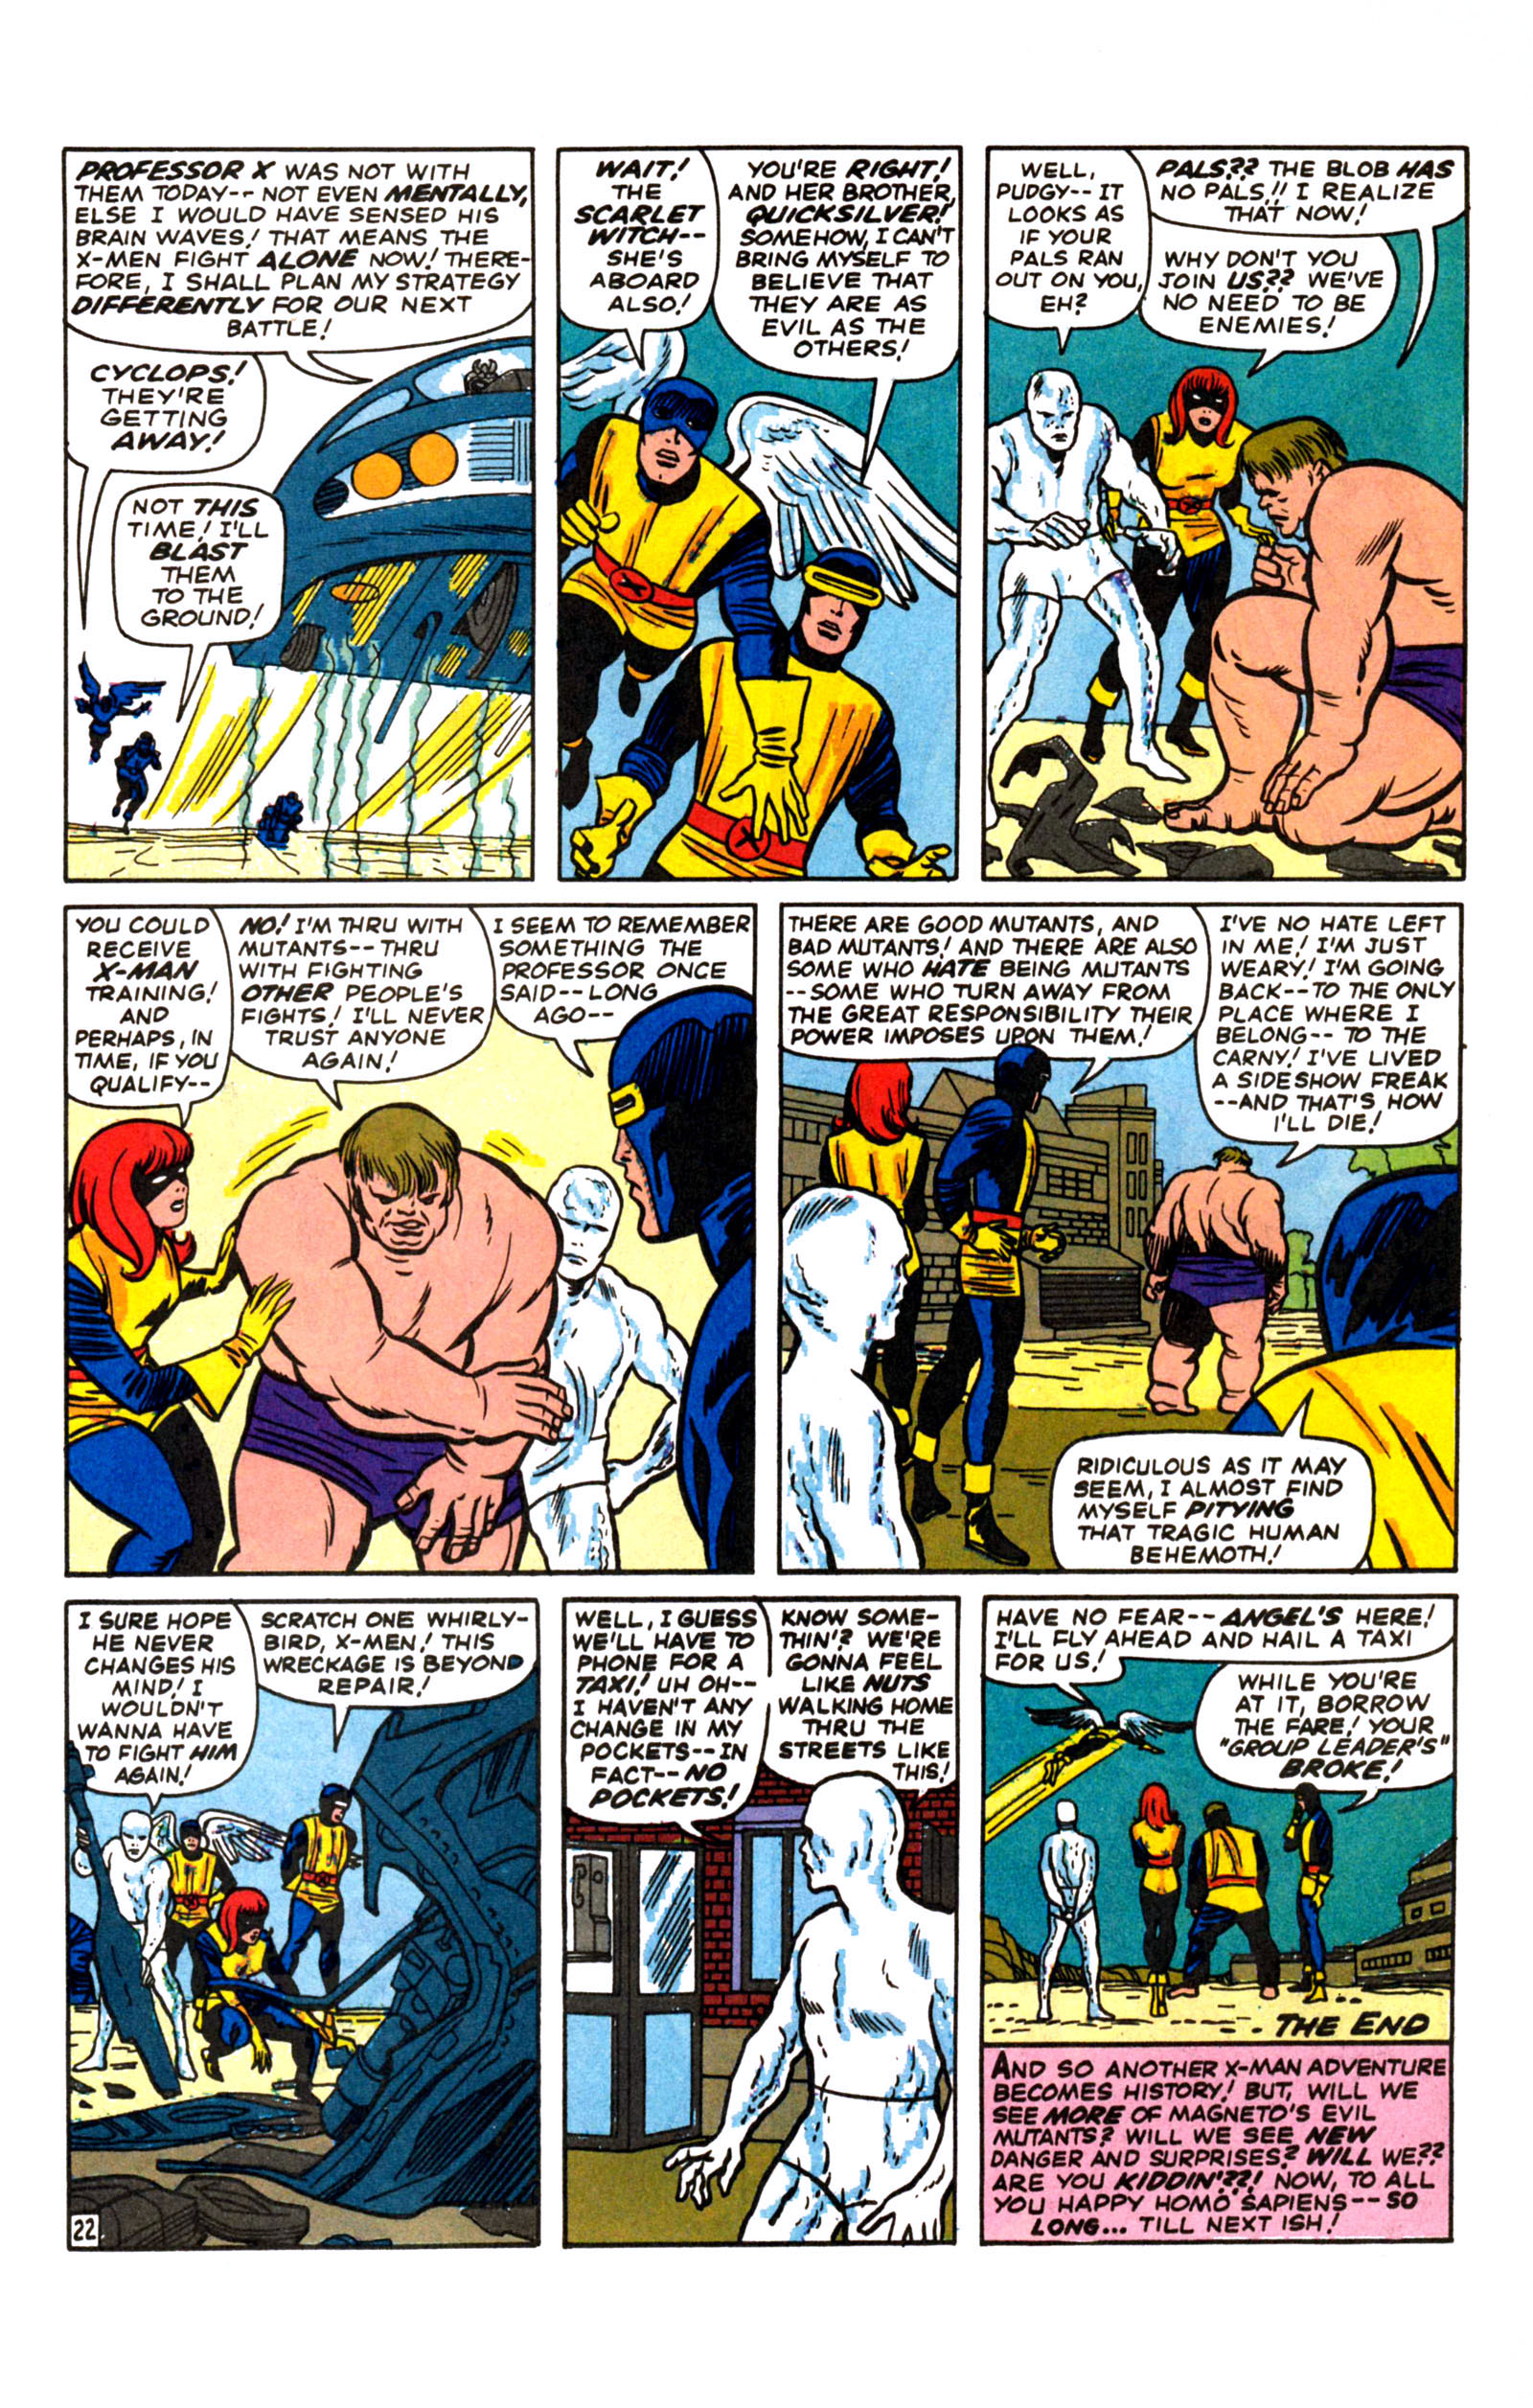 PROFESSOR X WAS NOT WITH
THEM TODAY-- NOT EVEN MENTALLY,
ELSE I WOULD HAVE SENSED HIS
BRAIN WAVES! THAT MEANS THE
X-MEN FIGHT ALONE NOW! THERE-
FORE, I SHALL PLAN MY STRATEGY
DIFFERENTLY FOR OUR NEXT
BATTLE!
CYCLOPS!
THEY'RE
GETTING
AWAY!
NOT THIS
TIME! I'LL
BLAST
THEM
TO THE
GROUND!
WAIT!
THE
SCARLET
WITCH--
SHE'S
ABOARD
ALSO!
YOU'RE RIGHT!
AND HER BROTHER,
QUICKSILVER!
SOMEHOW, I CAN'T
BRING MYSELF TO
BELIEVE THAT
THEY ARE AS
EVIL AS THE
OTHERS!
WELL,
PUDGY-- IT
LOOKS AS
IF YOUR
PALS RAN
OUT ON YOU,
EH?
PALS?? THE BLOB HAS
NO PALS!! I REALIZE
THAT NOW!
WHY DON'T YOU
JOIN US?? WE'VE
NO NEED TO BE
ENEMIES!
YOU COULD
RECEIVE
X-MAN
TRAINING!
AND
PERHAPS, IN
TIME, IF YOU
QUALIFY--
NO! I'M THRU WITH
MUTANTS-- THRU
WITH FIGHTING
OTHER PEOPLE'S
FIGHTS! I'LL NEVER
TRUST ANYONE
AGAIN!
I SEEM TO REMEMBER
SOMETHING THE
PROFESSOR ONCE
SAID-- LONG
AGO--
THERE ARE GOOD MUTANTS, AND
BAD MUTANTS! AND THERE ARE ALSO
SOME WHO HATE BEING MUTANTS
--SOME WHO TURN AWAY FROM
THE GREAT RESPONSIBILITY THEIR
POWER IMPOSES UPON THEM!
I'VE NO HATE LEFT
IN ME! I'M JUST
WEARY! I'M GOING
BACK-- TO THE ONLY
PLACE WHERE I
BELONG-- TO THE
CARNY! I'VE LIVED
A SIDESHOW FREAK
--AND THAT'S HOW
I'LL DIE!
RIDICULOUS AS IT MAY
SEEM, I ALMOST FIND
MYSELF PITYING
THAT TRAGIC HUMAN
BEHEMOTH!
I SURE HOPE
HE NEVER
CHANGES HIS
MIND! I
WOULDN'T
WANNA HAVE
TO FIGHT HIM
AGAIN!
SCRATCH ONE WHIRLY-
BIRD, X-MEN! THIS
WRECKAGE IS BEYOND
REPAIR!
22
WELL, I GUESS
WE'LL HAVE TO
PHONE FOR A
TAXI! UH OH--
I HAVEN'T ANY
CHANGE IN MY
POCKETS-- IN
FACT-- NO
POCKETS!
KNOW SOME-
THIN'? WE'RE
GONNA FEEL
LIKE NUTS
WALKING HOME
THRU THE
STREETS LIKE
THIS!
HAVE NO FEAR-- ANGEL'S HERE!
I'LL FLY AHEAD AND HAIL A TAXI
FOR US!
WHILE YOU'RE
AT IT, BORROW
THE FARE! YOUR
"GROUP LEADER'S"
BROKE!
THE END
AND SO ANOTHER X-MAN ADVENTURE
BECOMES HISTORY! BUT, WILL WE
SEE MORE OF MAGNETO'S EVIL
MUTANTS? WILL WE SEE NEW
DANGER AND SURPRISES? WILL WE??
ARE YOU KIDDIN'??! NOW, TO ALL
YOU HAPPY HOMO SAPIENS-- SO
LONG... TILL NEXT ISH!